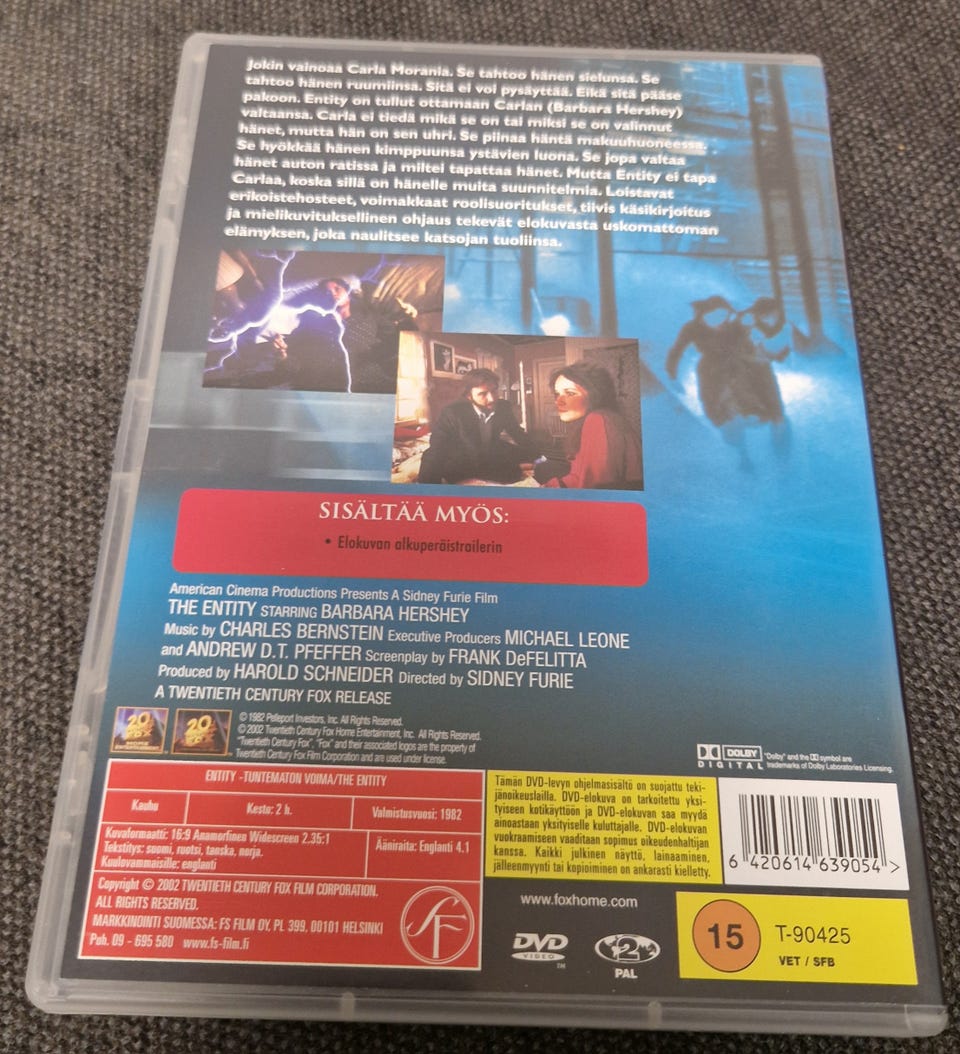 Jokin vainoaa Carla Morania. Se tahtoo hänen sielunsa. Se
tahtoo hänen ruumiinsa. Sitä ei voi pysäyttää. Eikä sitä pääse
pakoon. Entity on tullut ottamaan Carlan (Barbara Hershey)
valtaansa. Carla ei tiedä mikä se on tai miksi se on valinnut
hänet, mutta hän on sen uhri. Se piinaa häntä makuuhuoneessa.
Se hyökkää hänen kimppuunsa ystävien luona. Se jopa valtaa
hänet auton ratissa ja miltei tapattaa hänet. Mutta Entity ei tapa
Carlaa, koska sillä on hänelle muita suunnitelmia. Loistavat
erikoistehosteet, voimakkaat roolisuoritukset, tiivis käsikirjoitus
ja mielikuvituksellinen ohjaus tekevät elokuvasta uskomattoman
elämyksen, joka naulitsee katsojan tuoliinsa.
SISÄLTÄÄ MYÖS:
• Elokuvan alkuperäistrailerin
American Cinema Productions Presents A Sidney Furie Film
THE ENTITY STARRING BARBARA HERSHEY
Music by CHARLES BERNSTEIN Executive Producers MICHAEL LEONE
and ANDREW D.T. PFEFFER Screenplay by FRANK DeFELITTA
Produced by HAROLD SCHNEIDER Directed by SIDNEY FURIE
A TWENTIETH CENTURY FOX RELEASE
© 1982 Pelleport Investors, Inc. All Rights Reserved.
© 2002 Twentieth Century Fox Home Entertainment, Inc. All Rights Reserved.
"Twentieth Century Fox", "Fox" and their associated logos are the property of
Twentieth Century Fox Film Corporation and are used under license.
DOLBY
DIGITAL
"Dolby" and the DD symbol are
trademarks of Dolby Laboratories Licensing.
ENTITY -TUNTEMATON VOIMA/THE ENTITY
Kauhu
Kesto: 2 h.
Valmistusvuosi: 1982
Kuvaformaatti: 16:9 Anamorfinen Widescreen 2.35:1
Tekstitys: suomi, ruotsi, tanska, norja.
Kuulovammaisille: englanti
Ääniraita: Englanti 4.1
Copyright © 2002 TWENTIETH CENTURY FOX FILM CORPORATION.
ALL RIGHTS RESERVED.
MARKKINOINTI SUOMESSA: FS FILM OY, PL 399, 00101 HELSINKI
Puh. 09 - 695 580 www.fs-film.fi
SF
Tämän DVD-levyn ohjelmasisältö on suojattu teki-
jänoikeuslailla. DVD-elokuva on tarkoitettu yksi-
tyiseen kotikäyttöön ja DVD-elokuvan saa myydä
ainoastaan yksityiselle kuluttajalle. DVD-elokuvan
vuokraamiseen vaaditaan sopimus oikeudenhaltijan
kanssa. Kaikki julkinen näyttö, lainaaminen,
jälleenmyynti tai kopioiminen on ankarasti kielletty.
6 420614 639054 >
www.foxhome.com
DVD
VIDEO
TM
2
PAL
15
T-90425
VET / SFB